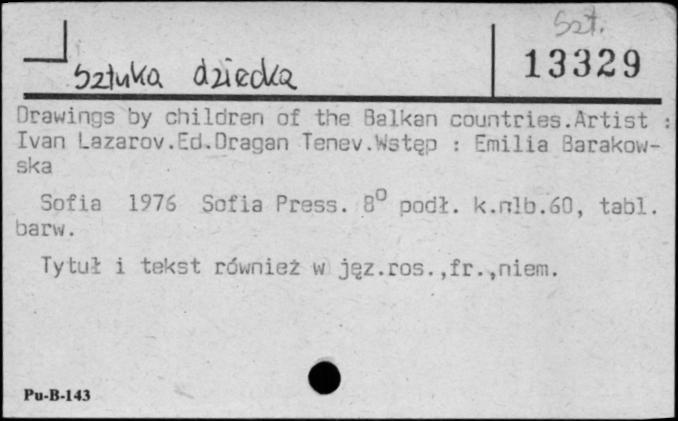 Szt.
Sztuka dziecka
13329
Drawings by children of the Balkan countries.Artist :
Ivan Lazarov.Ed.Dragan Tenev.Wstęp : Emilia Barakow-
ska
Sofia 1976 Sofia Press. 8° podł. k.nlb.60, tabl.
barw.
Tytuł i tekst również w jęz.ros.,fr.,niem.
Pu-B-143